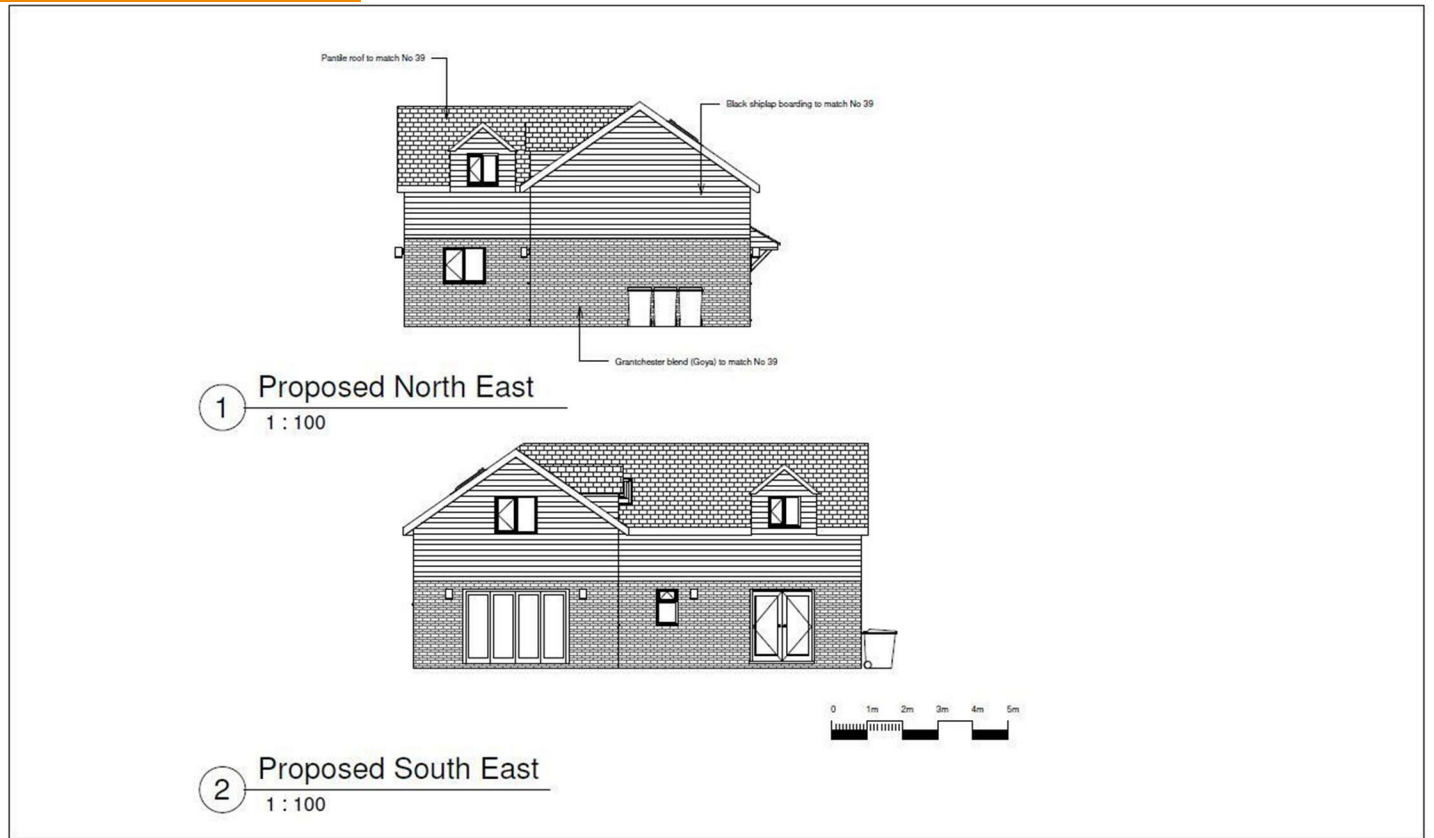 Pantile roof to match No 39
Black shiplap boarding to match No 39
Grantchester blend (Goya) to match No 39
1
Proposed North East
1 : 100
0 1m 2m 3m 4m 5m
2
Proposed South East
1 : 100